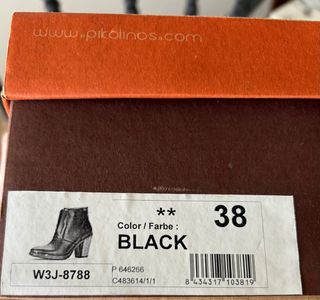 www.pikolinos.com
** 38
Color / Farbe :
BLACK
W3J-8788
P 646266
C483614/1/1
8 434317 103819